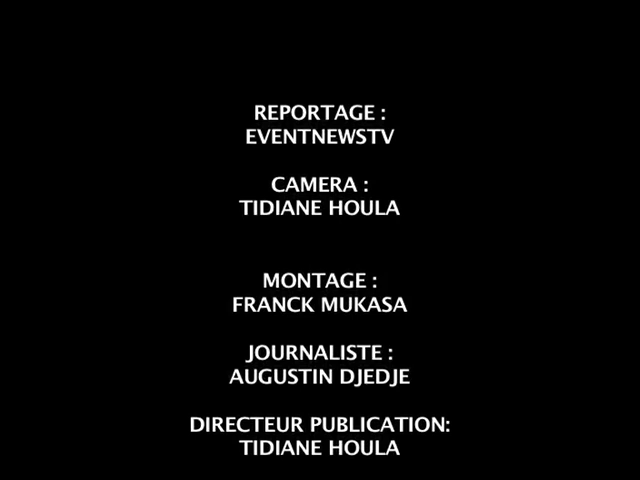 REPORTAGE :
EVENTNEWSTV
CAMERA :
TIDIANE HOULA
MONTAGE :
FRANCK MUKASA
JOURNALISTE :
AUGUSTIN DJEDJE
DIRECTEUR PUBLICATION:
TIDIANE HOULA